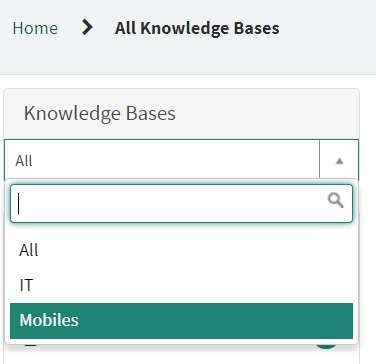 Home > All Knowledge Bases
Knowledge Bases
All
All
IT
Mobiles